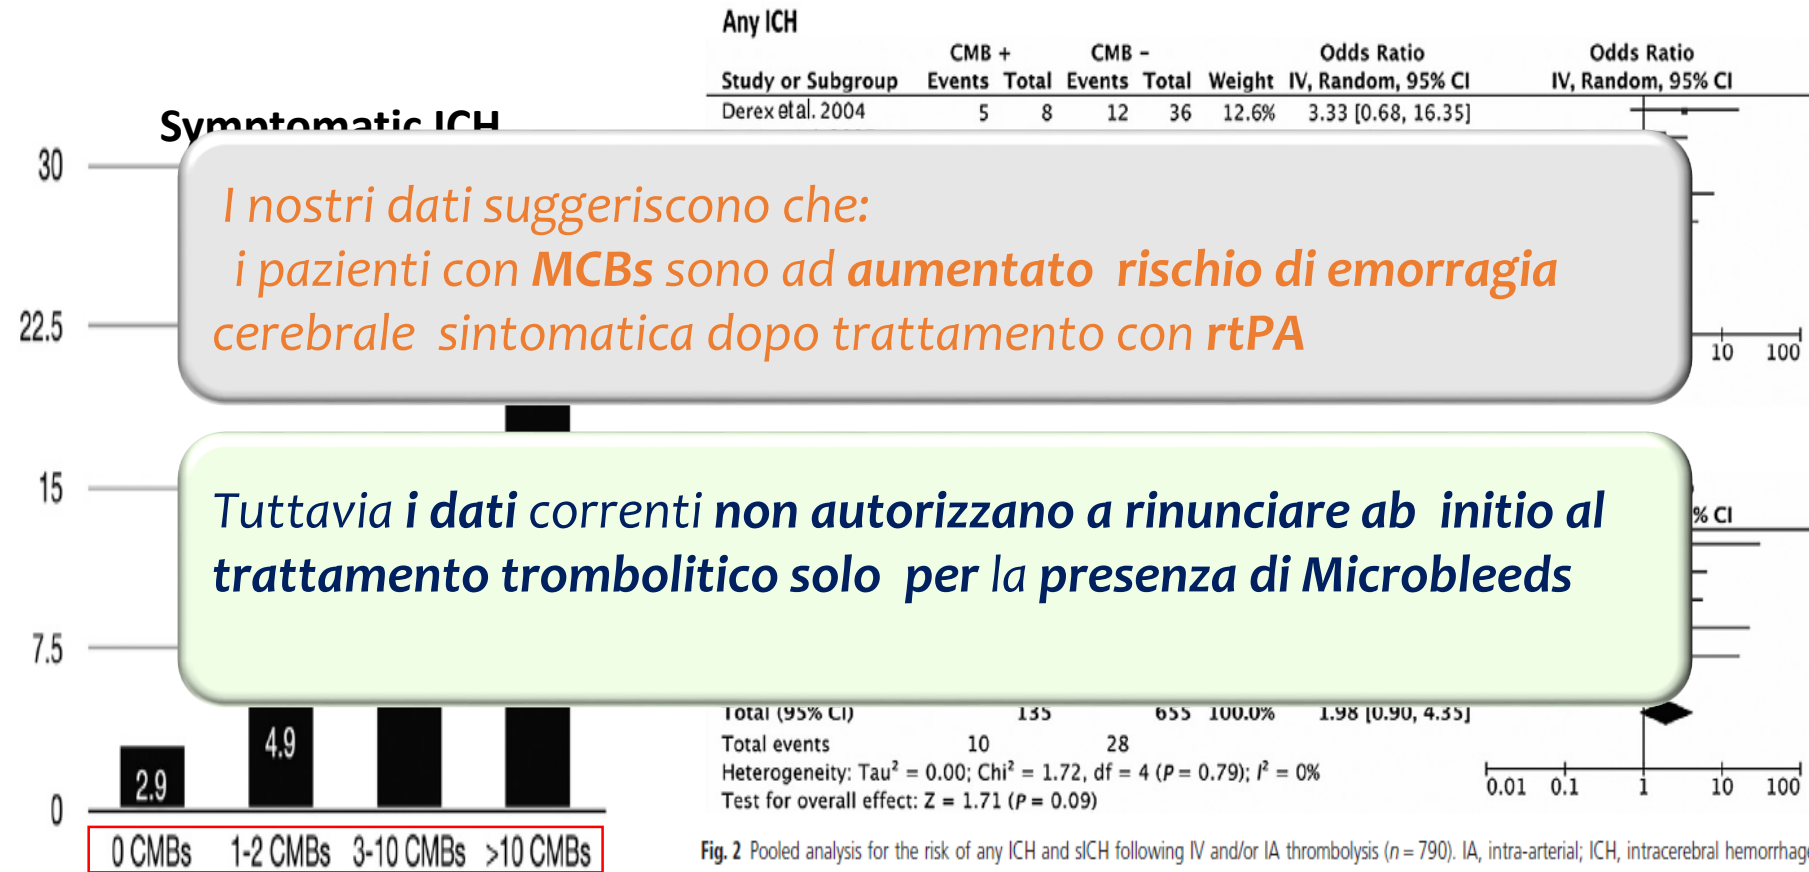 Symptomatic ICH
30
22.5
15
7.5
0
4.9
2.9
0 CMBs 1-2 CMBs 3-10 CMBs >10 CMBs
Any ICH
CMB + CMB − Odds Ratio Odds Ratio
Study or Subgroup Events Total Events Total Weight IV, Random, 95% CI IV, Random, 95% CI
Derex et al. 2004 5 8 12 36 12.6% 3.33 [0.68, 16.35]
10 100
I nostri dati suggeriscono che:
i pazienti con MCBs sono ad aumentato rischio di emorragia
cerebrale sintomatica dopo trattamento con rtPA
Tuttavia i dati correnti non autorizzano a rinunciare ab initio al
trattamento trombolitico solo per la presenza di Microbleeds
% CI
Total (95% CI) 135 655 100.0% 1.98 [0.90, 4.35]
Total events 10 28
Heterogeneity: Tau² = 0.00; Chi² = 1.72, df = 4 (P = 0.79); I² = 0%
Test for overall effect: Z = 1.71 (P = 0.09)
0.01 0.1 1 10 100
Fig. 2 Pooled analysis for the risk of any ICH and sICH following IV and/or IA thrombolysis (n = 790). IA, intra-arterial; ICH, intracerebral hemorrhage